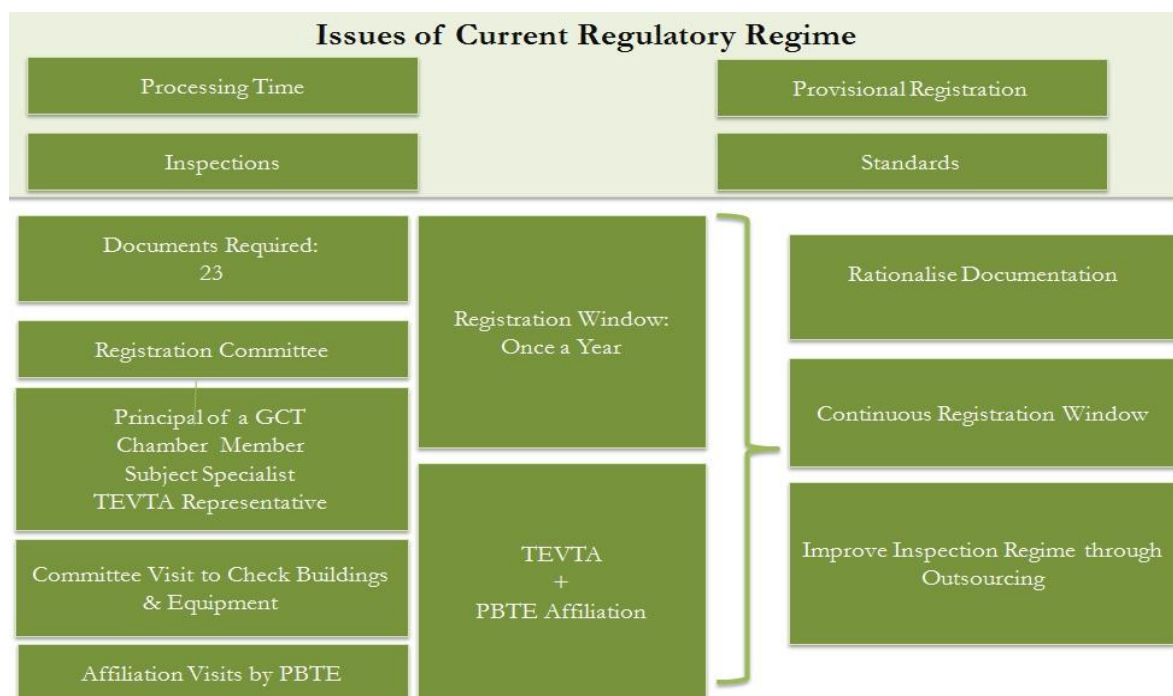 Issues of Current Regulatory Regime
Processing Time
Provisional Registration
Inspections
Standards
Documents Required:
23
Registration Committee
Principal of a GCT
Chamber Member
Subject Specialist
TEVTA Representative
Committee Visit to Check Buildings
& Equipment
Affiliation Visits by PBTE
Registration Window:
Once a Year
TEVTA
+
PBTE Affiliation
Rationalise Documentation
Continuous Registration Window
Improve Inspection Regime through
Outsourcing